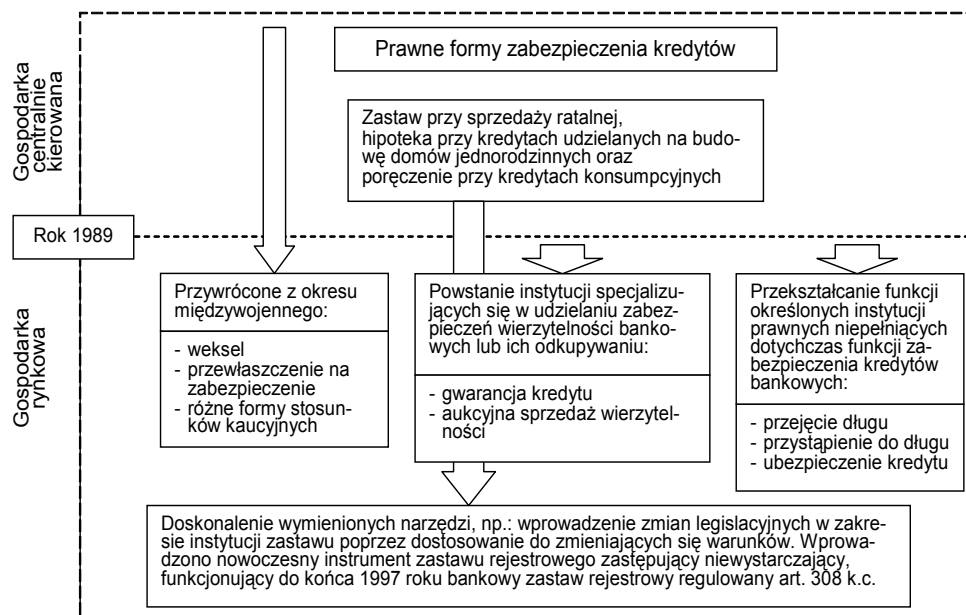 Prawne formy zabezpieczenia kredytów
Gospodarka
centralnie
kierowana
Zastaw przy sprzedaży ratalnej,
hipoteka przy kredytach udzielanych na budo-
wę domów jednorodzinnych oraz
poręczenie przy kredytach konsumpcyjnych
Rok 1989
Gospodarka
rynkowa
Przywrócone z okresu
międzywojennego:
- weksel
- przewłaszczenie na
zabezpieczenie
- różne formy stosun-
ków kaucyjnych
Powstanie instytucji specjalizu-
jących się w udzielaniu zabez-
pieczeń wierzytelności banko-
wych lub ich odkupywaniu:
- gwarancja kredytu
- aukcyjna sprzedaż wierzytel-
ności
Przekształcanie funkcji
określonych instytucji
prawnych niepełniących
dotychczas funkcji za-
bezpieczenia kredytów
bankowych:
- przejęcie długu
- przystąpienie do długu
- ubezpieczenie kredytu
Doskonalenie wymienionych narzędzi, np.: wprowadzenie zmian legislacyjnych w zakre-
sie instytucji zastawu poprzez dostosowanie do zmieniających się warunków. Wprowa-
dzono nowoczesny instrument zastawu rejestrowego zastępujący niewystarczający,
funkcjonujący do końca 1997 roku bankowy zastaw rejestrowy regulowany art. 308 k.c.